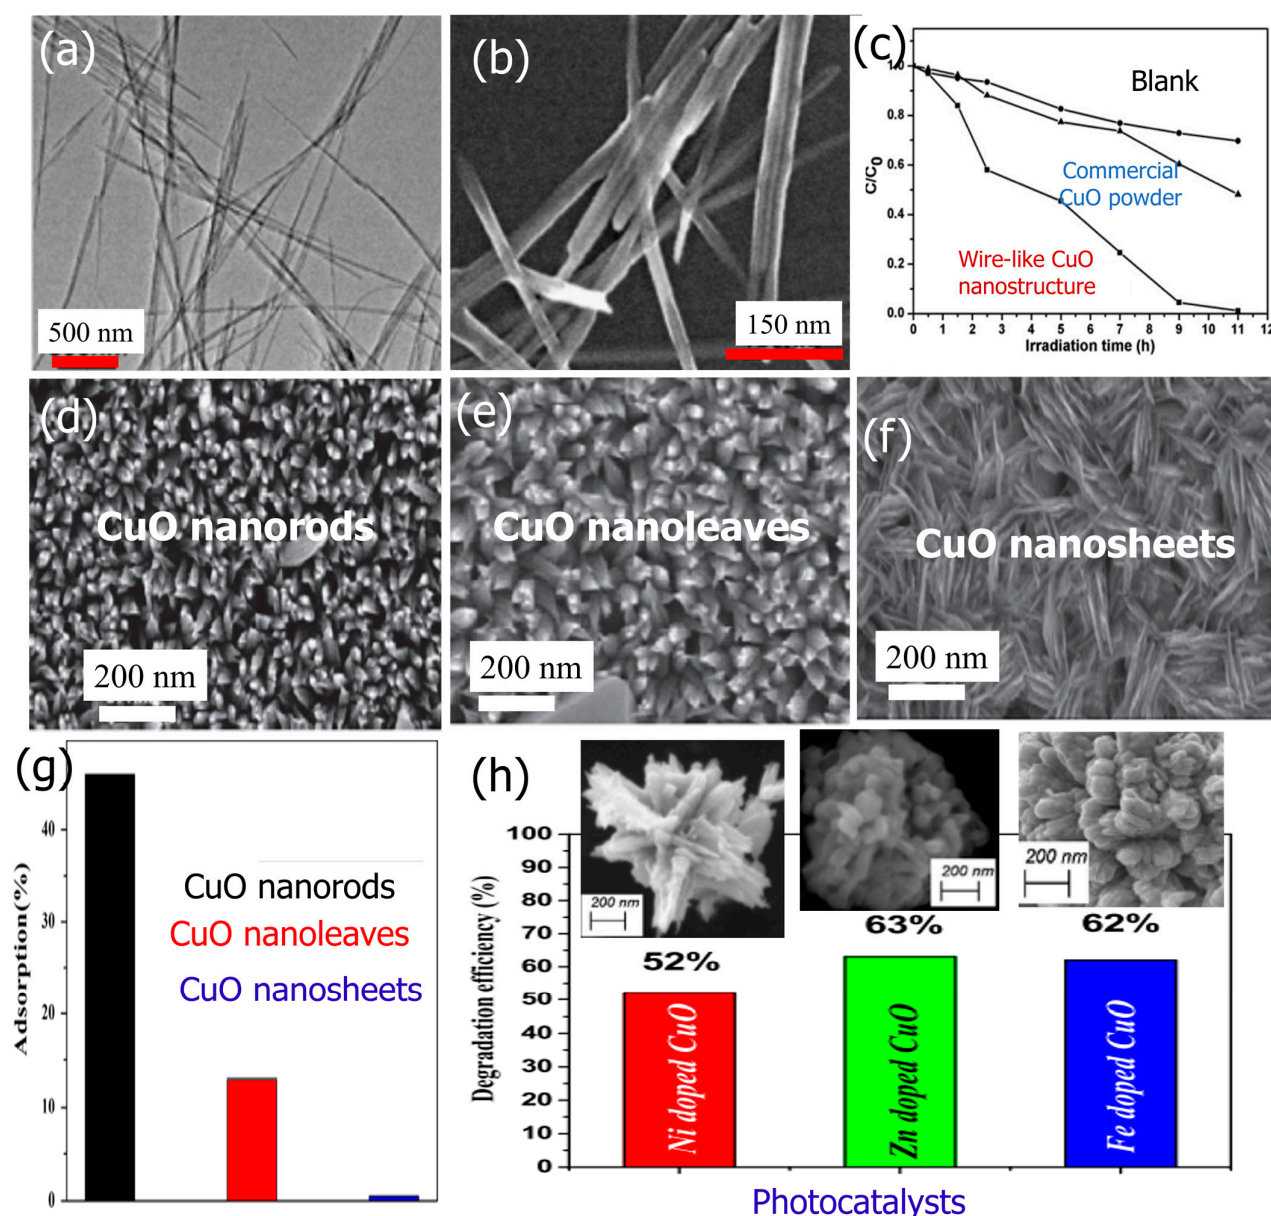 (a)
500 nm
(b)
150 nm
(c)
Blank
Commercial
CuO powder
Wire-like CuO
nanostructure
C/C0
1.0
0.8
0.6
0.4
0.2
0.0
0 1 2 3 4 5 6 7 8 9 10 11 12
Irradiation time (h)
(d)
CuO nanorods
200 nm
(e)
CuO nanoleaves
200 nm
(f)
CuO nanosheets
200 nm
(g)
Adsorption(%)
40
30
20
10
0
CuO nanorods
CuO nanoleaves
CuO nanosheets
(h)
200 nm
200 nm
200 nm
Degradation efficiency (%)
100
90
80
70
60
50
40
30
20
10
0
52%
63%
62%
Ni doped CuO
Zn doped CuO
Fe doped CuO
Photocatalysts